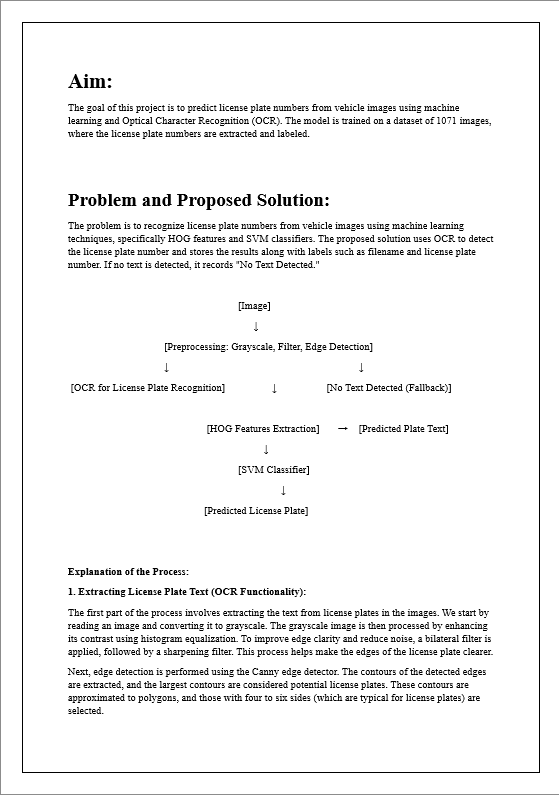 Aim:
The goal of this project is to predict license plate numbers from vehicle images using machine
learning and Optical Character Recognition (OCR). The model is trained on a dataset of 1071 images,
where the license plate numbers are extracted and labeled.
Problem and Proposed Solution:
The problem is to recognize license plate numbers from vehicle images using machine learning
techniques, specifically HOG features and SVM classifiers. The proposed solution uses OCR to detect
the license plate number and stores the results along with labels such as filename and license plate
number. If no text is detected, it records "No Text Detected."
[Image]
↓
[Preprocessing: Grayscale, Filter, Edge Detection]
↓ ↓
[OCR for License Plate Recognition] ↓ [No Text Detected (Fallback)]
[HOG Features Extraction] → [Predicted Plate Text]
↓
[SVM Classifier]
↓
[Predicted License Plate]
Explanation of the Process:
1. Extracting License Plate Text (OCR Functionality):
The first part of the process involves extracting the text from license plates in the images. We start by
reading an image and converting it to grayscale. The grayscale image is then processed by enhancing
its contrast using histogram equalization. To improve edge clarity and reduce noise, a bilateral filter is
applied, followed by a sharpening filter. This process helps make the edges of the license plate clearer.
Next, edge detection is performed using the Canny edge detector. The contours of the detected edges
are extracted, and the largest contours are considered potential license plates. These contours are
approximated to polygons, and those with four to six sides (which are typical for license plates) are
selected.